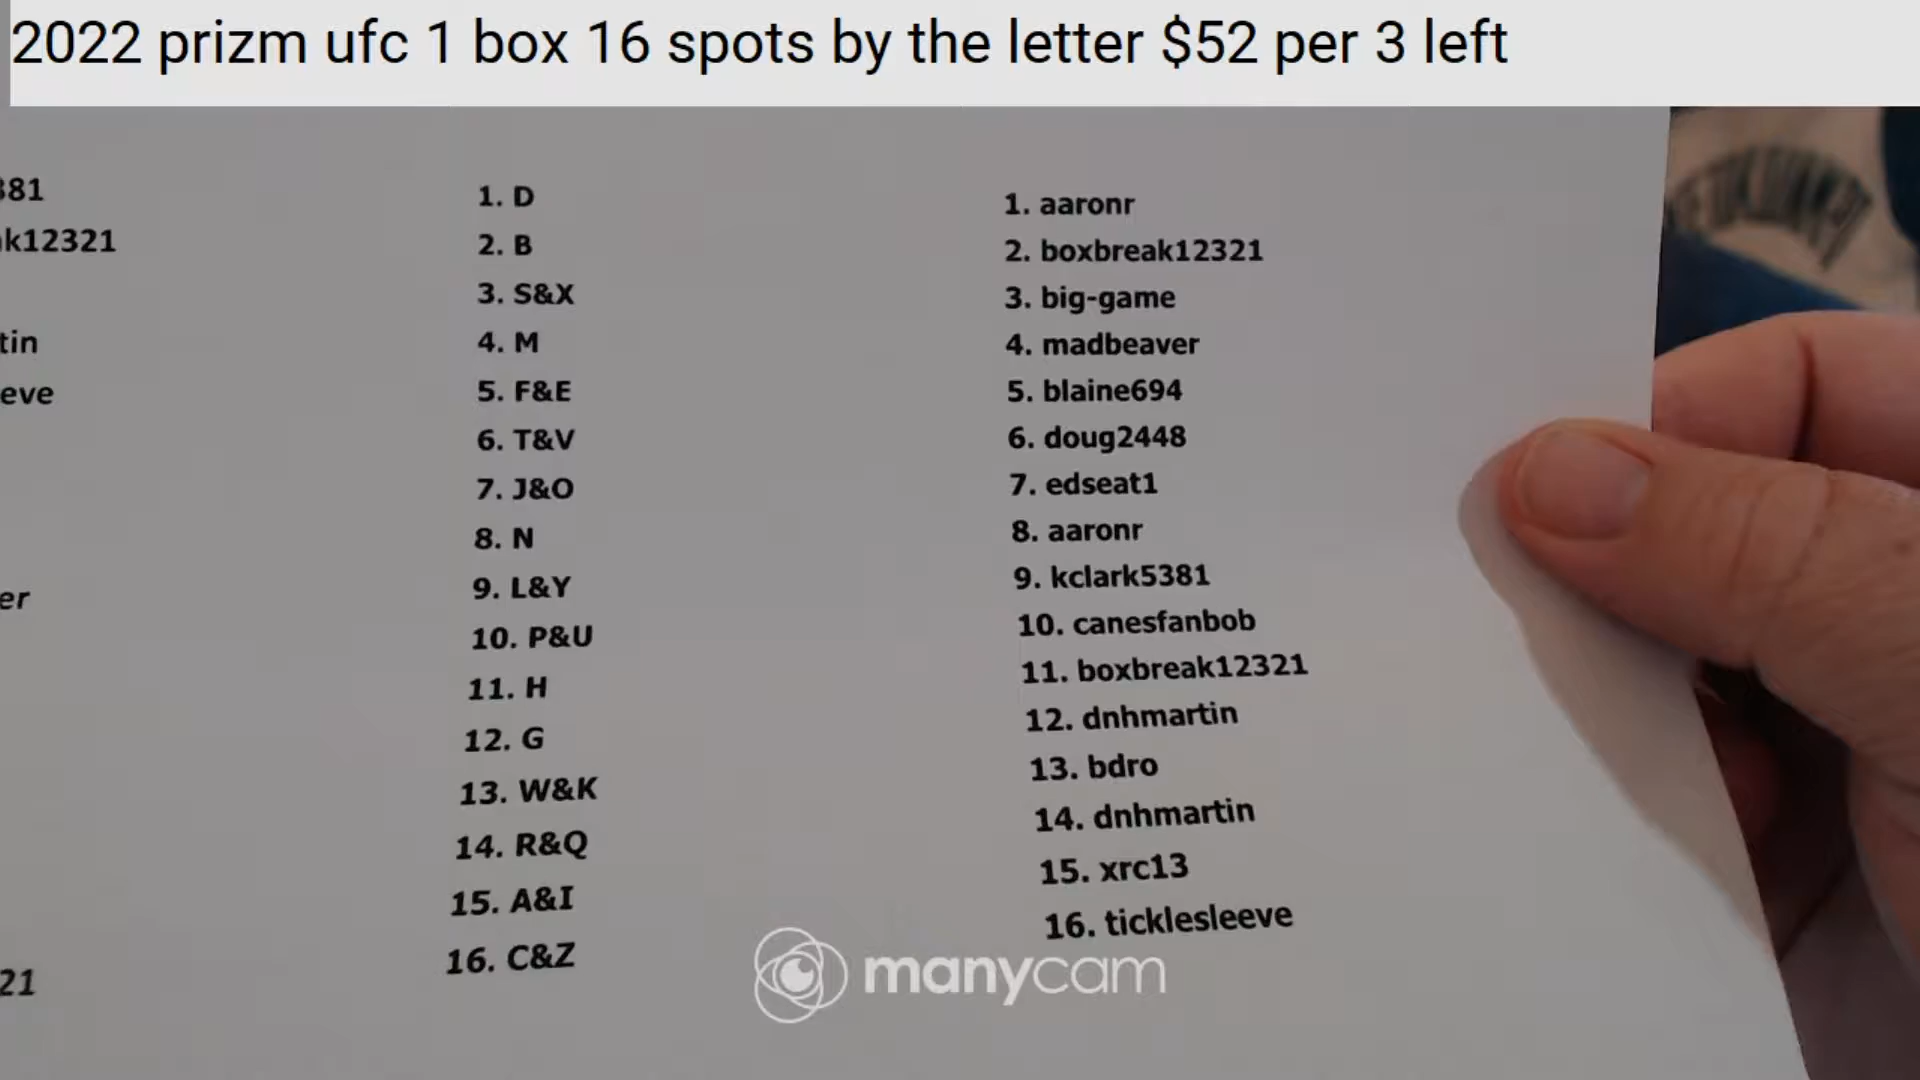 2022 prizm ufc 1 box 16 spots by the letter $52 per 3 left
381
ak12321
tin
eve
er
21
1. D
2. B
3. S&X
4. M
5. F&E
6. T&V
7. J&O
8. N
9. L&Y
10. P&U
11. H
12. G
13. W&K
14. R&Q
15. A&I
16. C&Z
1. aaronr
2. boxbreak12321
3. big-game
4. madbeaver
5. blaine694
6. doug2448
7. edseat1
8. aaronr
9. kclark5381
10. canesfanbob
11. boxbreak12321
12. dnhmartin
13. bdro
14. dnhmartin
15. xrc13
16. ticklesleeve
manycam